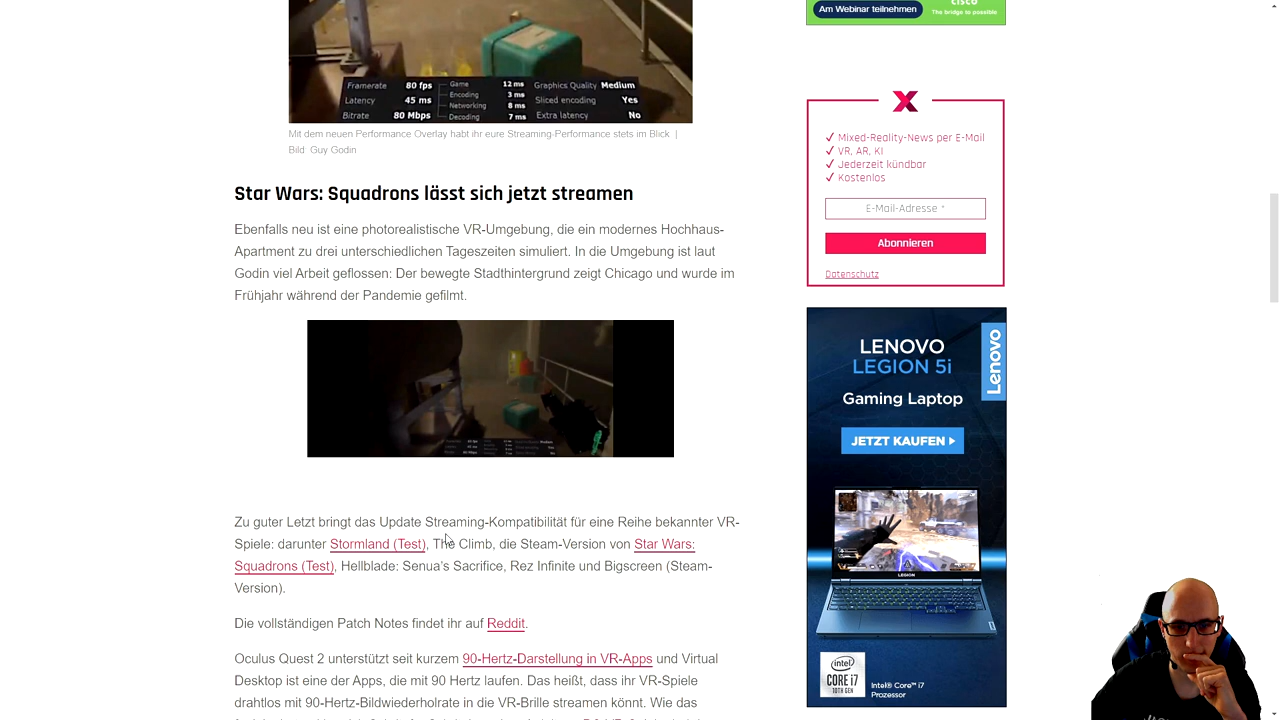 Framerate 80 fps
Latency 45 ms
Bitrate 80 Mbps
Game 12 ms
Encoding 3 ms
Networking 8 ms
Decoding 7 ms
Graphics Quality Medium
Sliced encoding Yes
Extra latency No
Mit dem neuen Performance Overlay habt ihr eure Streaming-Performance stets im Blick |
Bild Guy Godin
Star Wars: Squadrons lässt sich jetzt streamen
Ebenfalls neu ist eine photorealistische VR-Umgebung, die ein modernes Hochhaus-
Apartment zu drei unterschiedlichen Tageszeiten simuliert. In die Umgebung ist laut
Godin viel Arbeit geflossen: Der bewegte Stadthintergrund zeigt Chicago und wurde im
Frühjahr während der Pandemie gefilmt.
Zu guter Letzt bringt das Update Streaming-Kompatibilität für eine Reihe bekannter VR-
Spiele: darunter Stormland (Test), The Climb, die Steam-Version von Star Wars:
Squadrons (Test), Hellblade: Senua's Sacrifice, Rez Infinite und Bigscreen (Steam-
Version).
Die vollständigen Patch Notes findet ihr auf Reddit.
Oculus Quest 2 unterstützt seit kurzem 90-Hertz-Darstellung in VR-Apps und Virtual
Desktop ist eine der Apps, die mit 90 Hertz laufen. Das heißt, dass ihr VR-Spiele
drahtlos mit 90-Hertz-Bildwiederholrate in die VR-Brille streamen könnt. Wie das
Am Webinar teilnehmen
cisco
The bridge to possible
X
✓ Mixed-Reality-News per E-Mail
✓ VR, AR, KI
✓ Jederzeit kündbar
✓ Kostenlos
E-Mail-Adresse *
Abonnieren
Datenschutz
LENOVO
LEGION 5i
Lenovo
Gaming Laptop
JETZT KAUFEN
LEGION
intel
CORE i7
10TH GEN
Intel® Core™ i7
Prozessor